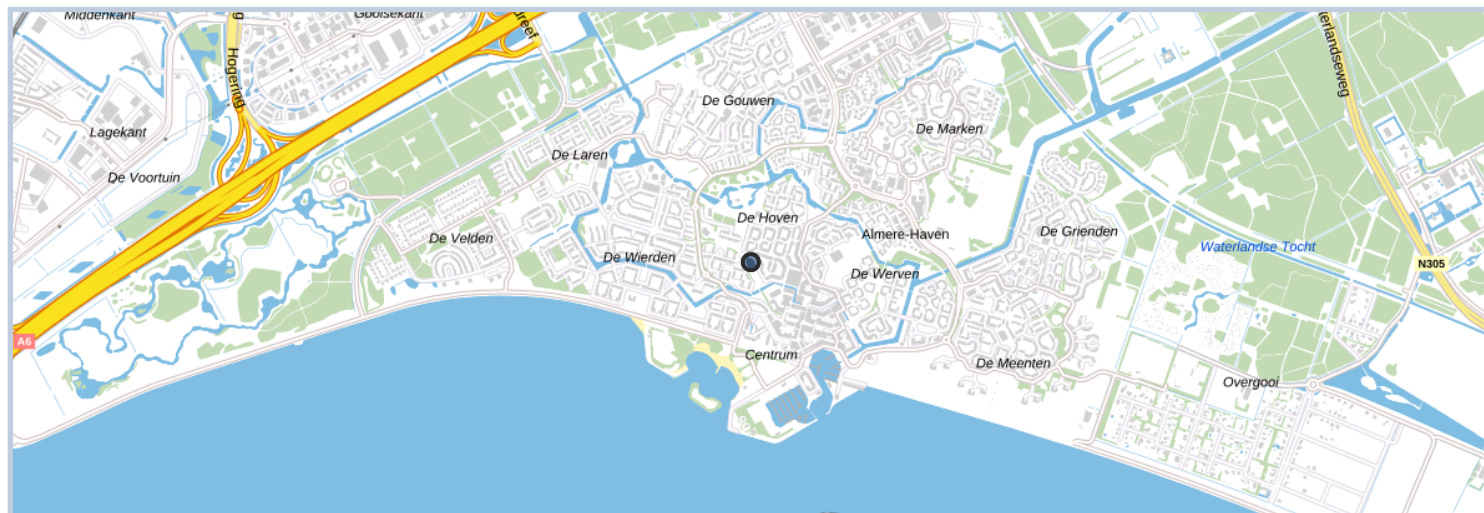 Middenkant
Gooisekant
Hogering
Lagekant
De Voortuin
De Gouwen
De Marken
De Laren
De Hoven
De Velden
De Wierden
Almere-Haven
De Werven
De Grienden
Waterlandse Tocht
N305
A6
Centrum
De Meenten
Overgooi